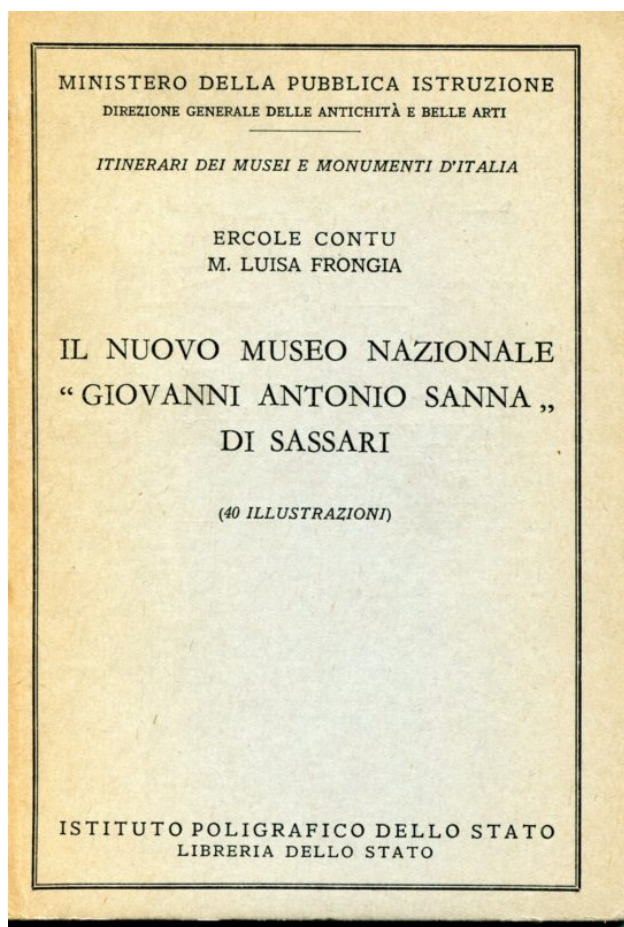 MINISTERO DELLA PUBBLICA ISTRUZIONE
DIREZIONE GENERALE DELLE ANTICHITÀ E BELLE ARTI
ITINERARI DEI MUSEI E MONUMENTI D'ITALIA
ERCOLE CONTU
M. LUISA FRONGIA
IL NUOVO MUSEO NAZIONALE
“ GIOVANNI ANTONIO SANNA „
DI SASSARI
(40 ILLUSTRAZIONI)
ISTITUTO POLIGRAFICO DELLO STATO
LIBRERIA DELLO STATO